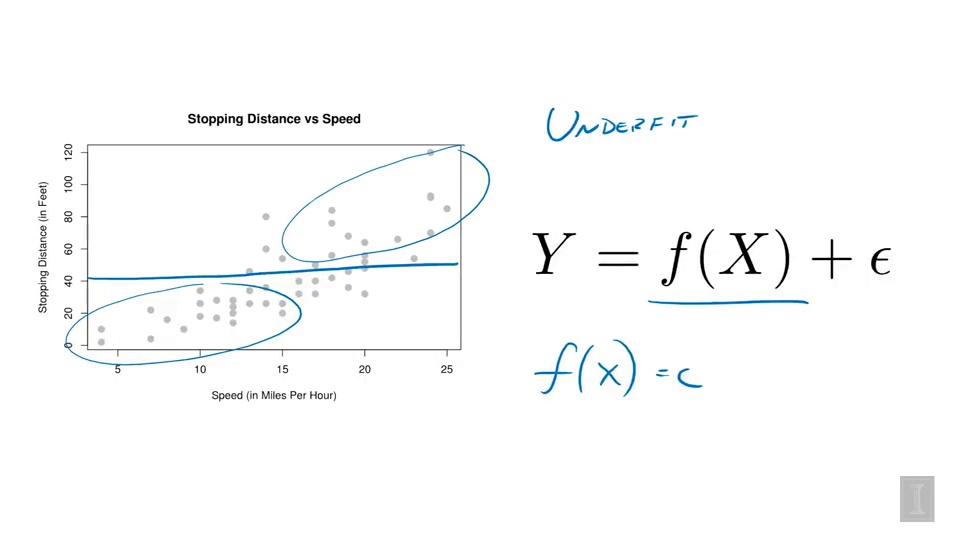 Stopping Distance vs Speed
Stopping Distance (in Feet)
120
100
80
60
40
20
0
5 10 15 20 25
Speed (in Miles Per Hour)
UNDERFIT
Y = f(X) + ϵ
f(x) = c
I